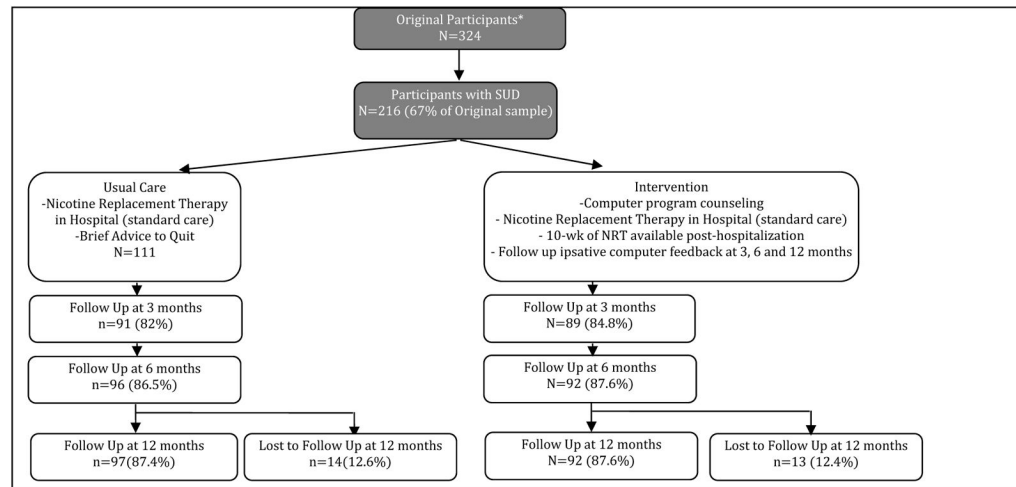 Original Participants*
N=324
Participants with SUD
N=216 (67% of Original sample)
Usual Care
-Nicotine Replacement Therapy
in Hospital (standard care)
-Brief Advice to Quit
N=111
Intervention
-Computer program counseling
- Nicotine Replacement Therapy in Hospital (standard care)
- 10-wk of NRT available post-hospitalization
- Follow up ipsative computer feedback at 3, 6 and 12 months
Follow Up at 3 months
n=91 (82%)
Follow Up at 3 months
N=89 (84.8%)
Follow Up at 6 months
n=96 (86.5%)
Follow Up at 6 months
N=92 (87.6%)
Follow Up at 12 months
n=97(87.4%)
Lost to Follow Up at 12 months
n=14(12.6%)
Follow Up at 12 months
N=92 (87.6%)
Lost to Follow Up at 12 months
n=13 (12.4%)